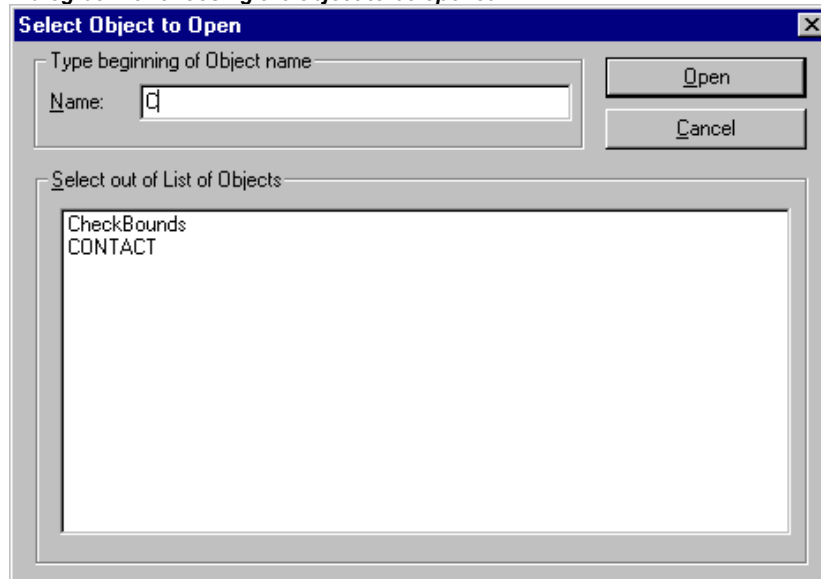 Select Object to Open
Type beginning of Object name
Name: C
Open
Cancel
Select out of List of Objects
CheckBounds
CONTACT